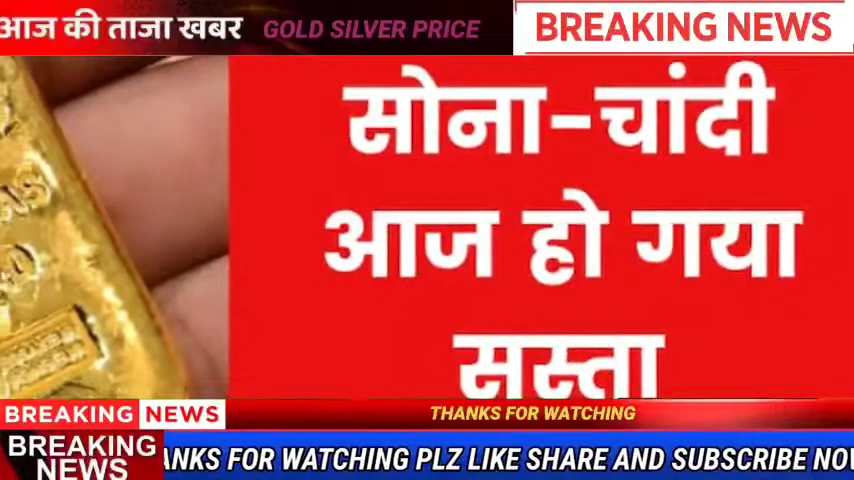 आज की ताजा खबर
GOLD SILVER PRICE
BREAKING NEWS
सोना-चांदी
आज हो गया
सस्ता
BREAKING NEWS
THANKS FOR WATCHING
BREAKING
NEWS
ANKS FOR WATCHING PLZ LIKE SHARE AND SUBSCRIBE NOW